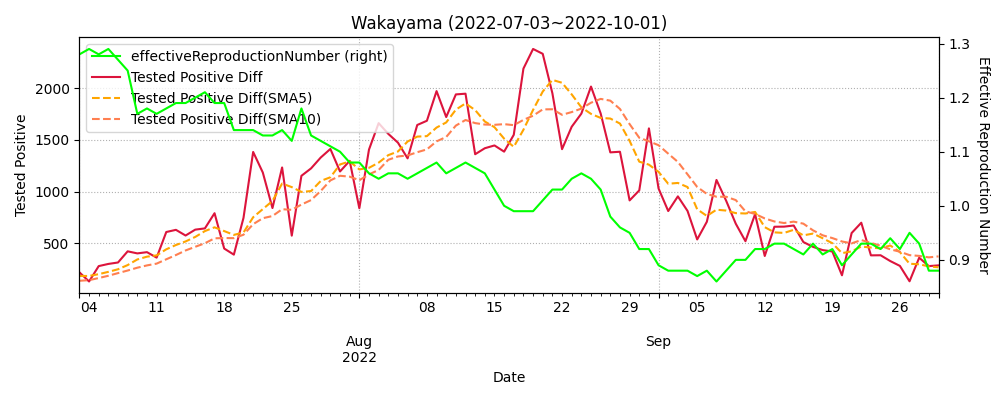 Wakayama (2022-07-03~2022-10-01)
effectiveReproductionNumber (right)
Tested Positive Diff
Tested Positive Diff(SMA5)
Tested Positive Diff(SMA10)
Tested Positive
2000
1500
1000
500
1.3
1.2
1.1
1.0
0.9
Effective Reproduction Number
04 11 18 25 08 15 22 29 05 12 19 26
Aug Sep
2022
Date